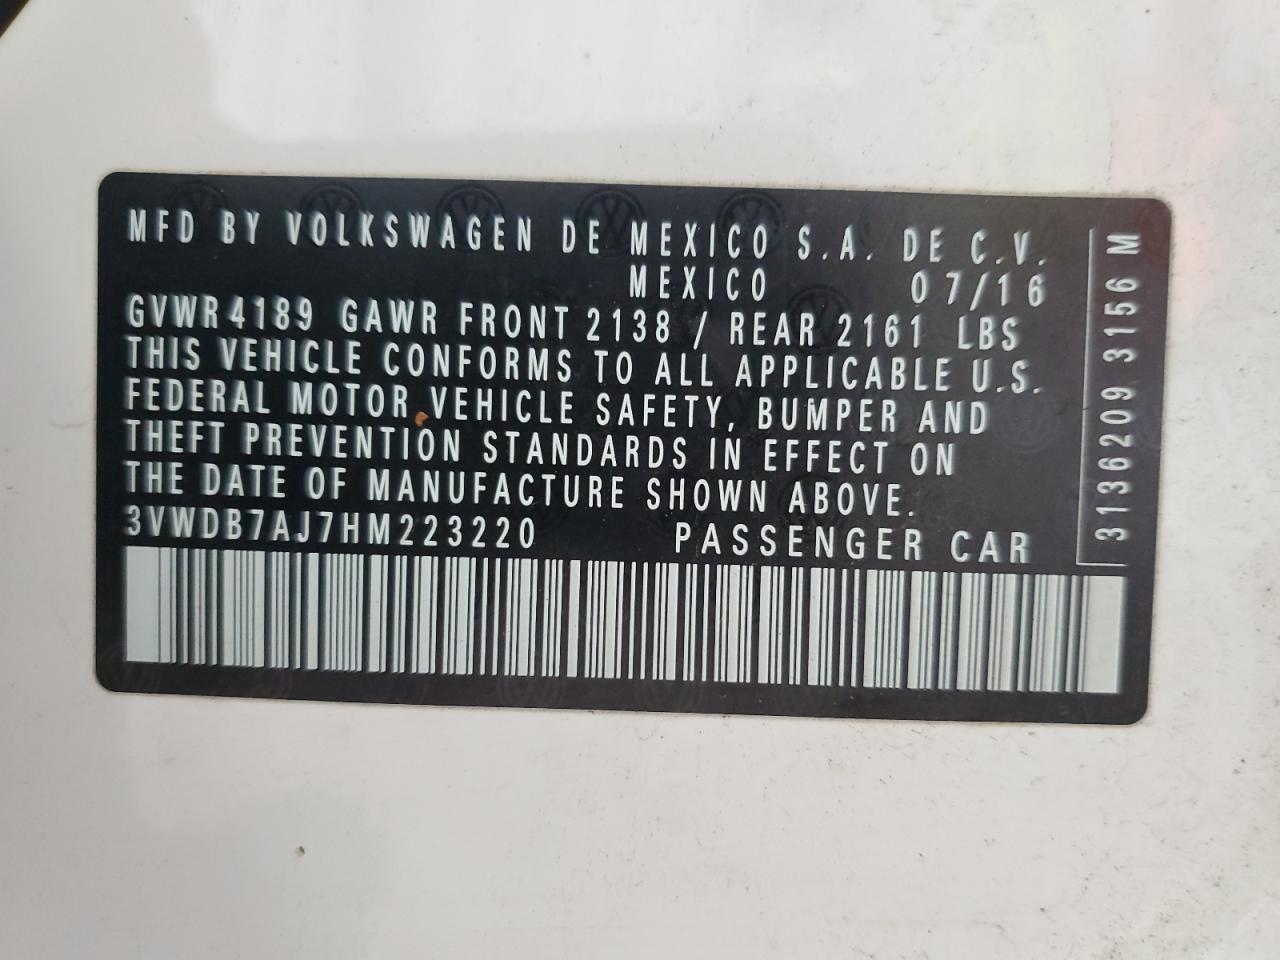 MFD BY VOLKSWAGEN DE MEXICO S.A. DE C.V.
MEXICO 07/16
GVWR 4189 GAWR FRONT 2138 / REAR 2161 LBS
THIS VEHICLE CONFORMS TO ALL APPLICABLE U.S.
FEDERAL MOTOR VEHICLE SAFETY, BUMPER AND
THEFT PREVENTION STANDARDS IN EFFECT ON
THE DATE OF MANUFACTURE SHOWN ABOVE.
3VWDB7AJ7HM223220 PASSENGER CAR
3136209 3156 M